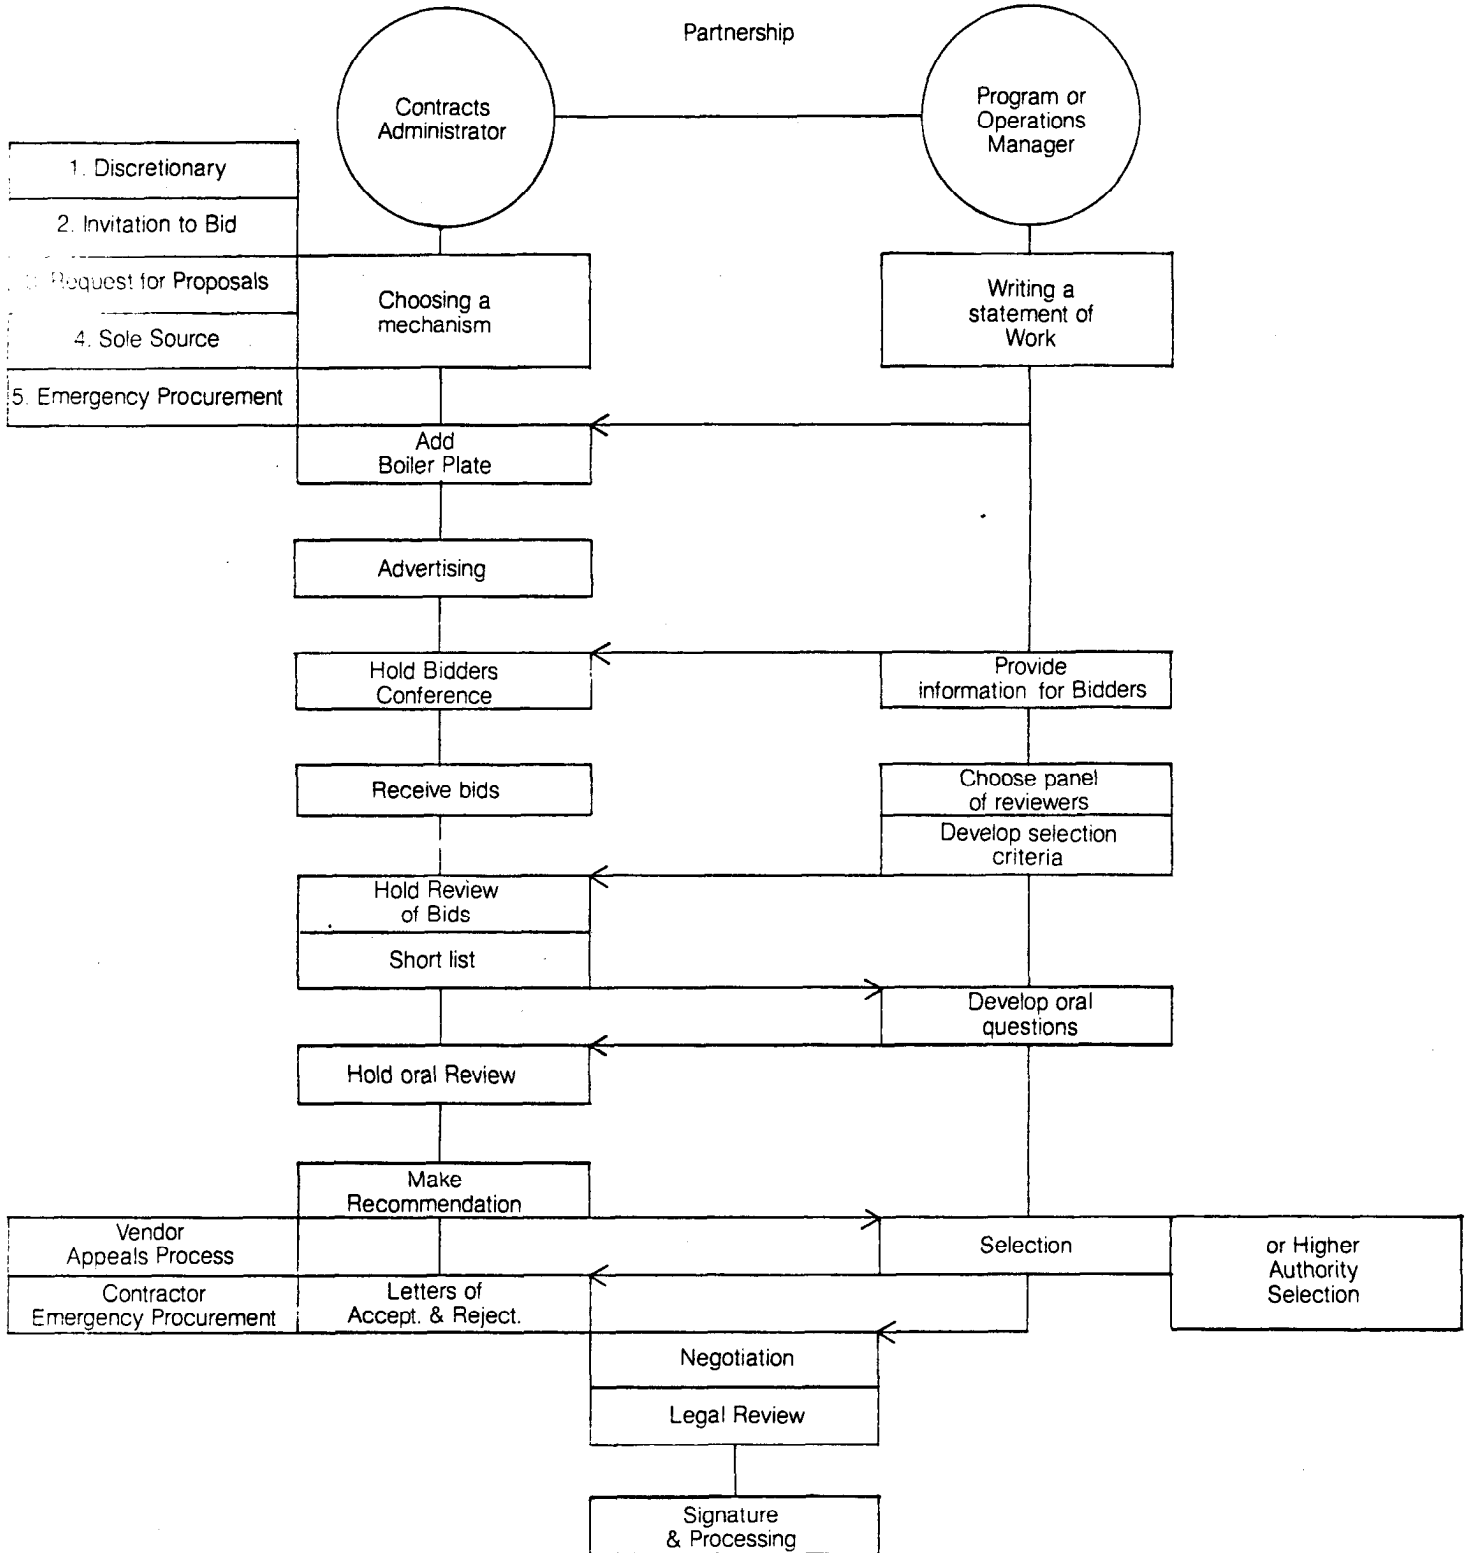 Partnership
Contracts
Administrator
Program or
Operations
Manager
1. Discretionary
2. Invitation to Bid
3. Request for Proposals
4. Sole Source
5. Emergency Procurement
Choosing a
mechanism
Writing a
statement of
Work
Add
Boiler Plate
Advertising
Hold Bidders
Conference
Provide
information for Bidders
Receive bids
Choose panel
of reviewers
Develop selection
criteria
Hold Review
of Bids
Short list
Develop oral
questions
Hold oral Review
Make
Recommendation
Vendor
Appeals Process
Selection
or Higher
Authority
Selection
Contractor
Emergency Procurement
Letters of
Accept. & Reject.
Negotiation
Legal Review
Signature
& Processing